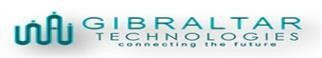 GIBRALTAR
TECHNOLOGIES
connecting the future